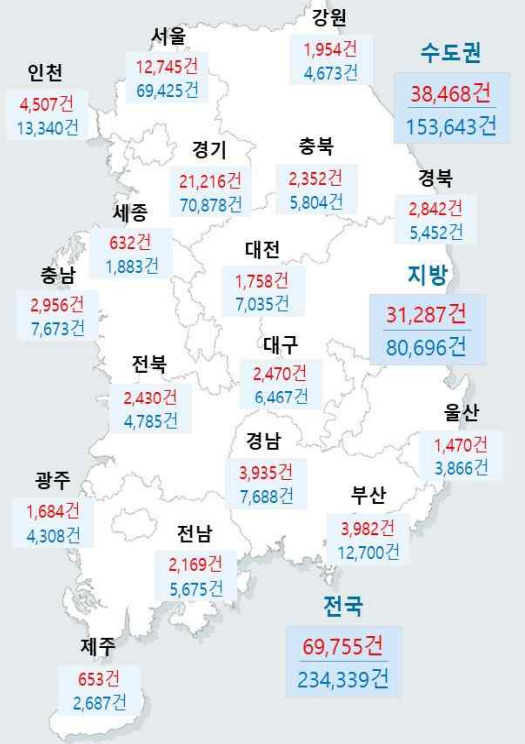 강원
1,954건
4,673건
서울
12,745건
69,425건
수도권
38,468건
153,643건
인천
4,507건
13,340건
경기
21,216건
70,878건
충북
2,352건
5,804건
경북
2,842건
5,452건
세종
632건
1,883건
대전
1,758건
7,035건
충남
2,956건
7,673건
지방
31,287건
80,696건
대구
2,470건
6,467건
전북
2,430건
4,785건
울산
1,470건
3,866건
경남
3,935건
7,688건
광주
1,684건
4,308건
부산
3,982건
12,700건
전남
2,169건
5,675건
전국
69,755건
234,339건
제주
653건
2,687건